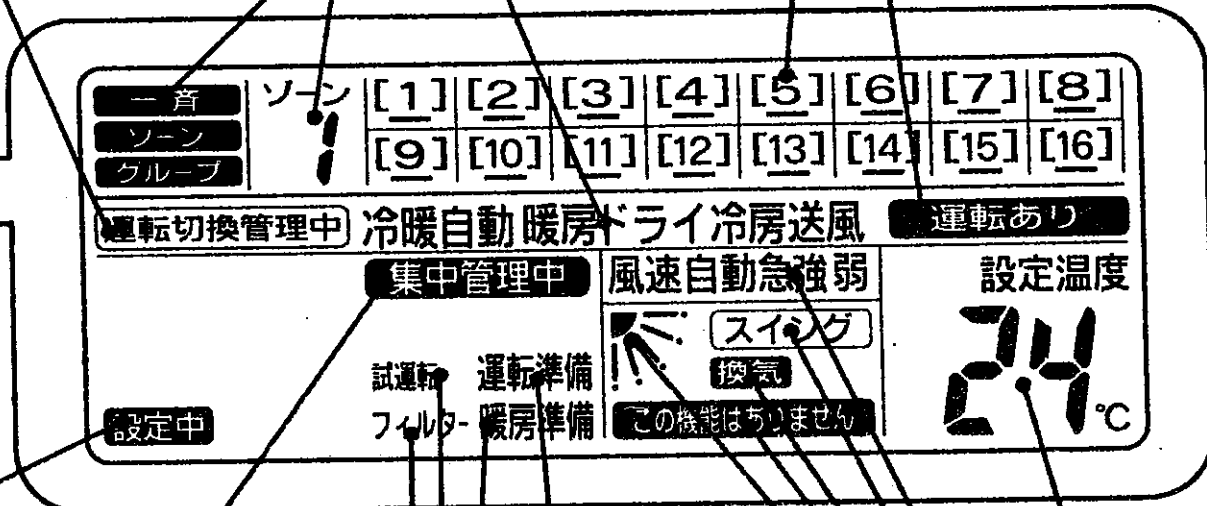 一斉
ゾーン
グループ
ゾーン
1
[1] [2] [3] [4] [5] [6] [7] [8]
[9] [10] [11] [12] [13] [14] [15] [16]
運転切換管理中 冷暖自動 暖房 ドライ 冷房 送風 運転あり
集中管理中
風速自動急強弱
設定温度
スイング
換気
この機能はありません
24℃
試運転 運転準備
フィルター 暖房準備
設定中